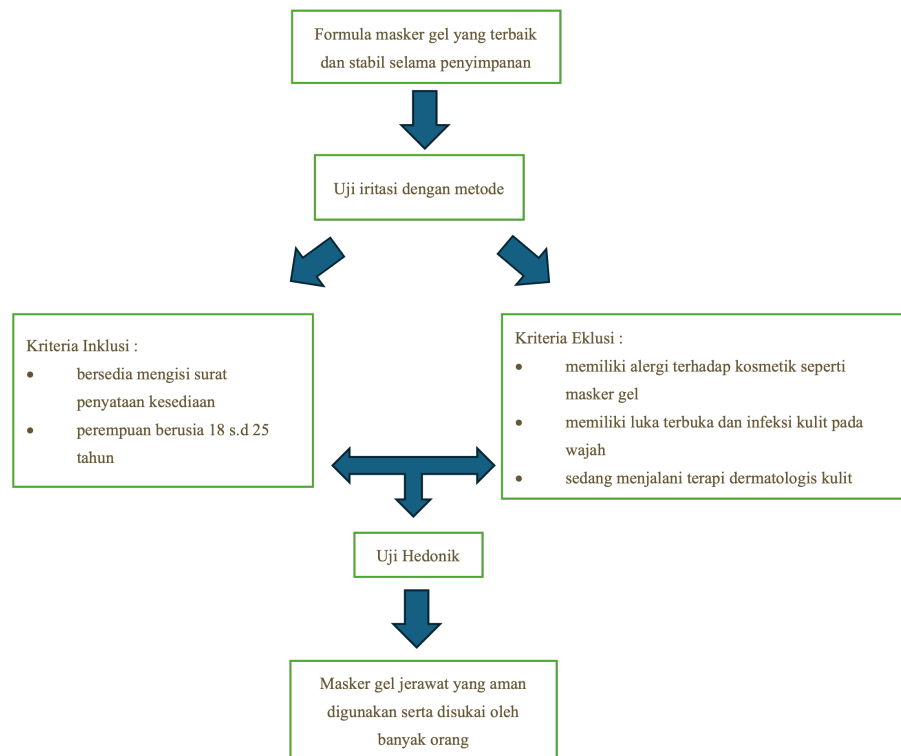 Formula masker gel yang terbaik
dan stabil selama penyimpanan
Uji iritasi dengan metode
Kriteria Inklusi :
• bersedia mengisi surat
penyataan kesediaan
• perempuan berusia 18 s.d 25
tahun
Kriteria Eklusi :
• memiliki alergi terhadap kosmetik seperti
masker gel
• memiliki luka terbuka dan infeksi kulit pada
wajah
• sedang menjalani terapi dermatologis kulit
Uji Hedonik
Masker gel jerawat yang aman
digunakan serta disukai oleh
banyak orang